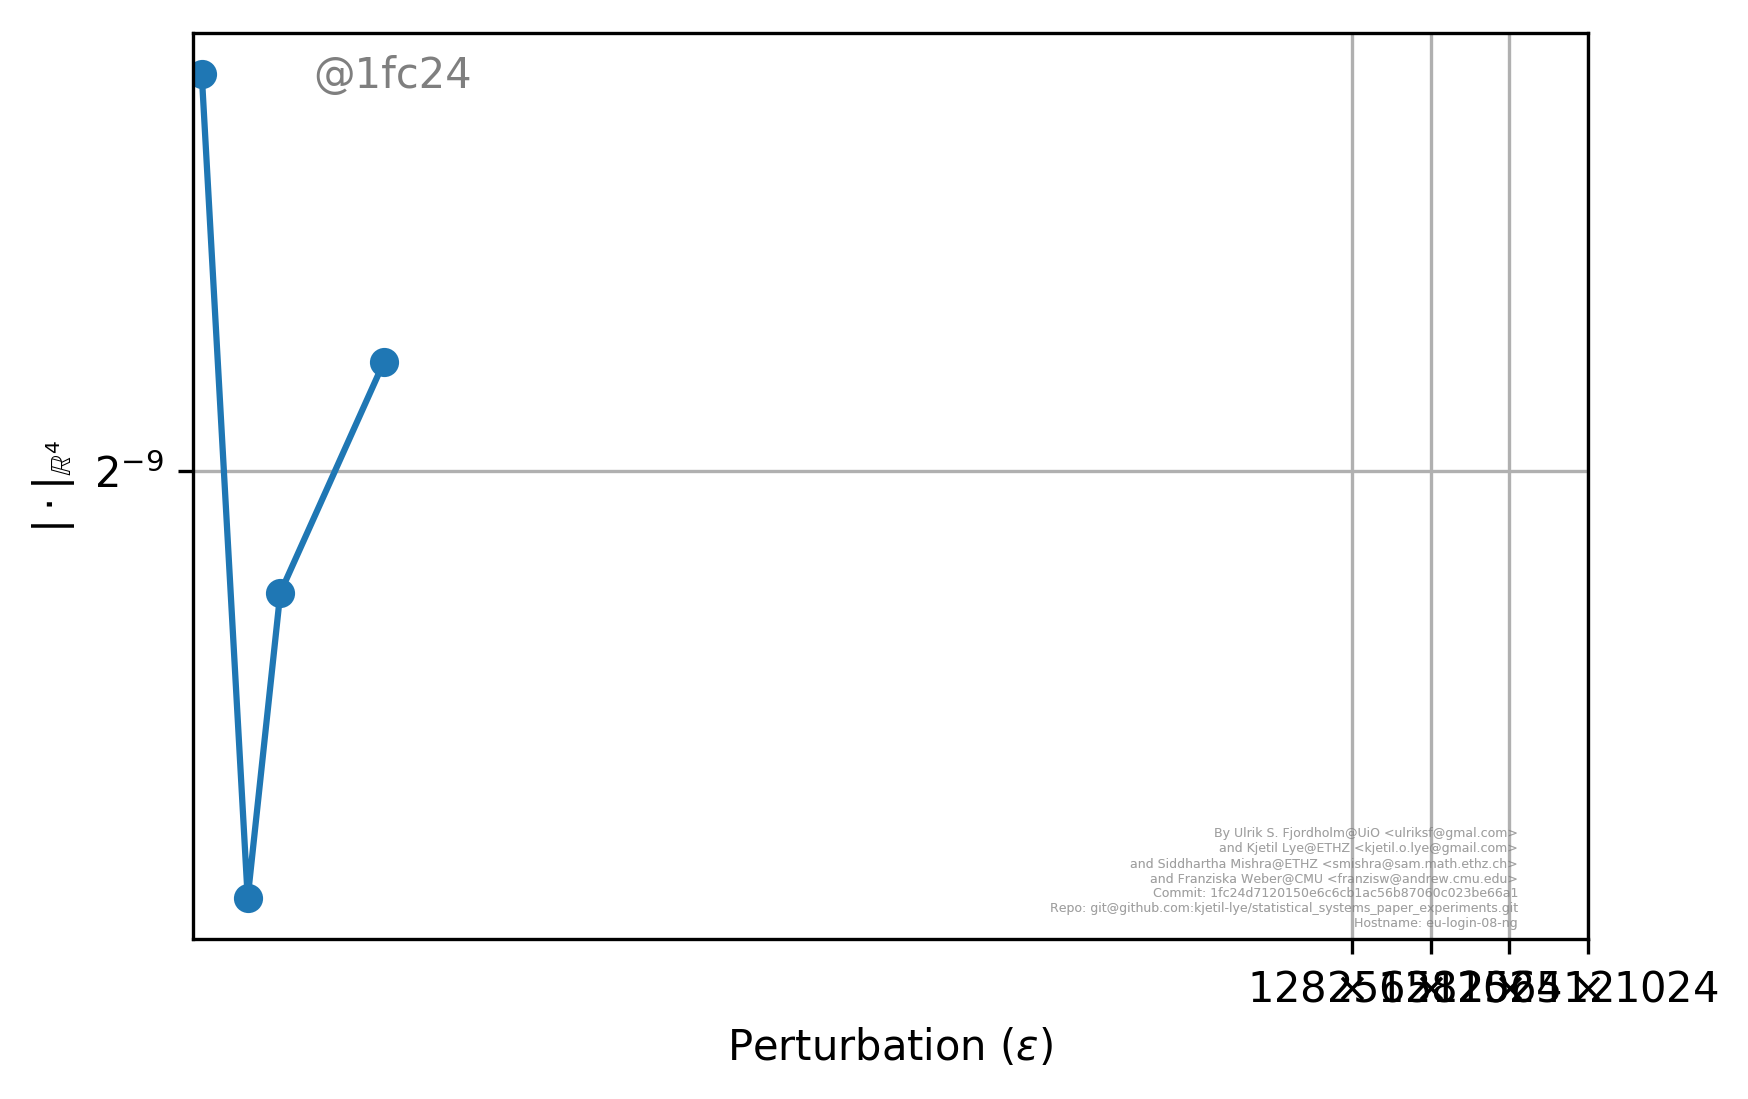 @1fc24
|·|ℝ⁴
2⁻⁹
By Ulrik S. Fjordholm@UiO <ulriksf@gmal.com>
and Kjetil Lye@ETHZ <kjetil.o.lye@gmail.com>
and Siddhartha Mishra@ETHZ <smishra@sam.math.ethz.ch>
and Franziska Weber@CMU <franzisw@andrew.cmu.edu>
Commit: 1fc24d7120150e6c6cb1ac56b87060c023be66a1
Repo: git@github.com:kjetil-lye/statistical_systems_paper_experiments.git
Hostname: eu-login-08-ng
Perturbation (ε)